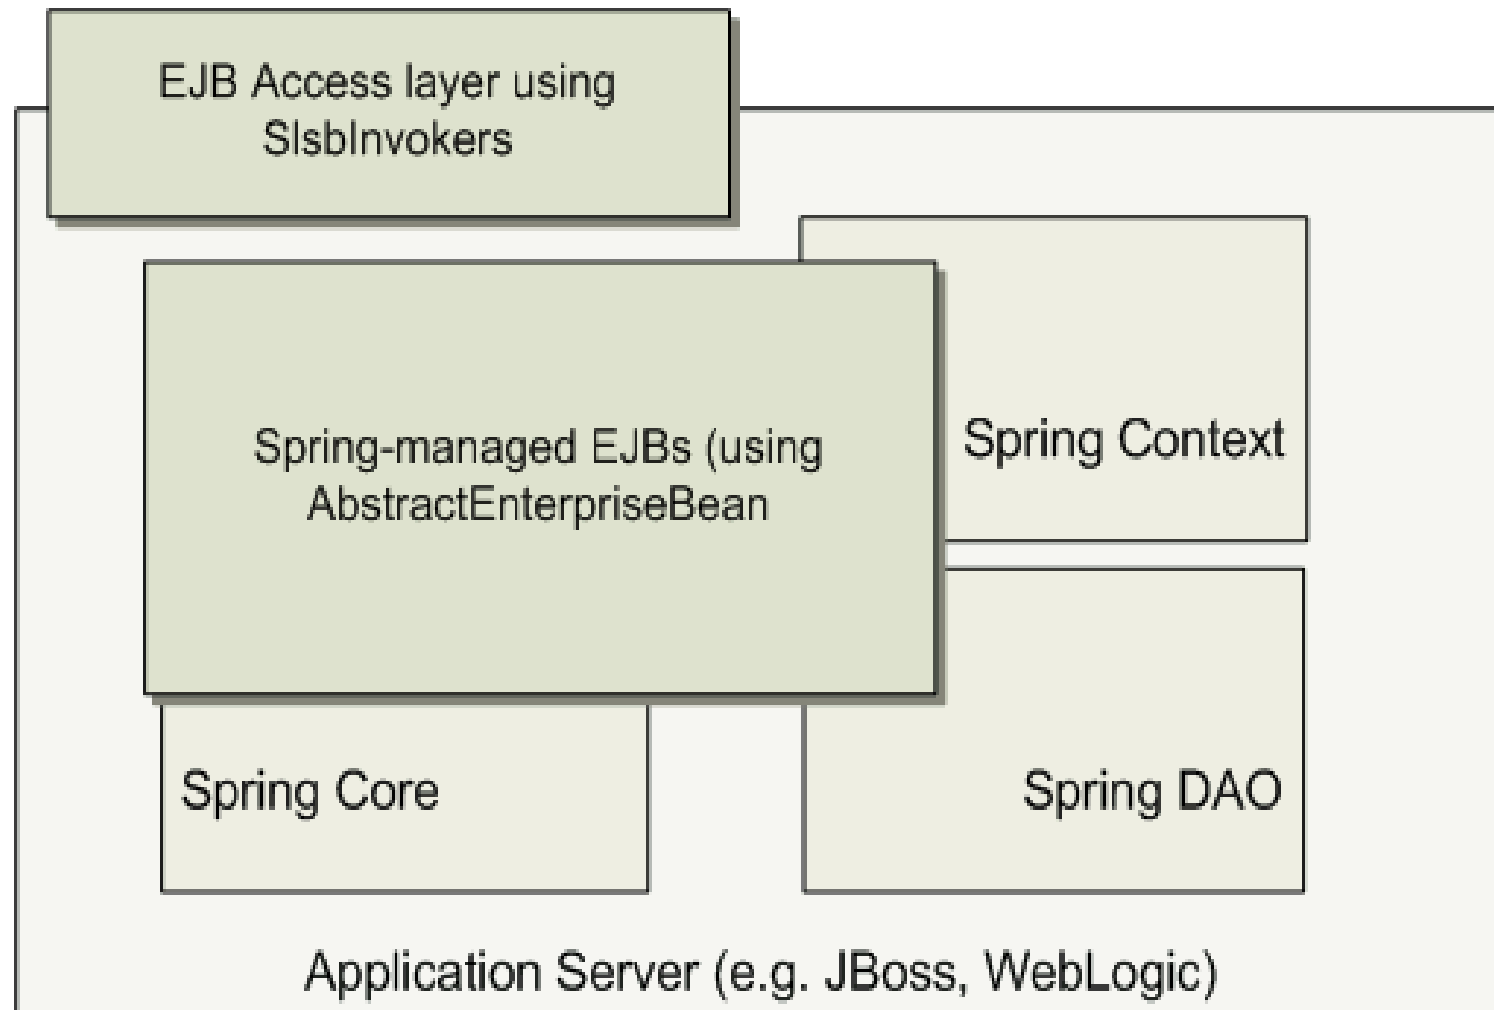 EJB Access layer using
SlsbInvokers
Spring-managed EJBs (using
AbstractEnterpriseBean
Spring Context
Spring Core
Spring DAO
Application Server (e.g. JBoss, WebLogic)